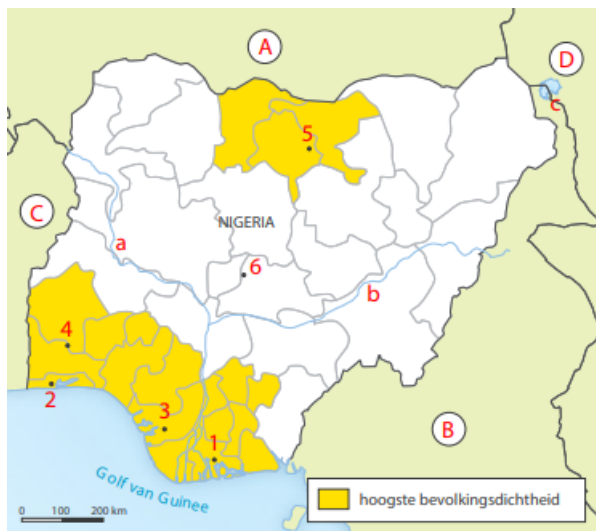 A
D
c
5
C
NIGERIA
a
6
b
4
2
3
1
B
Golf van Guinee
hoogste bevolkingsdichtheid
0 100 200 km